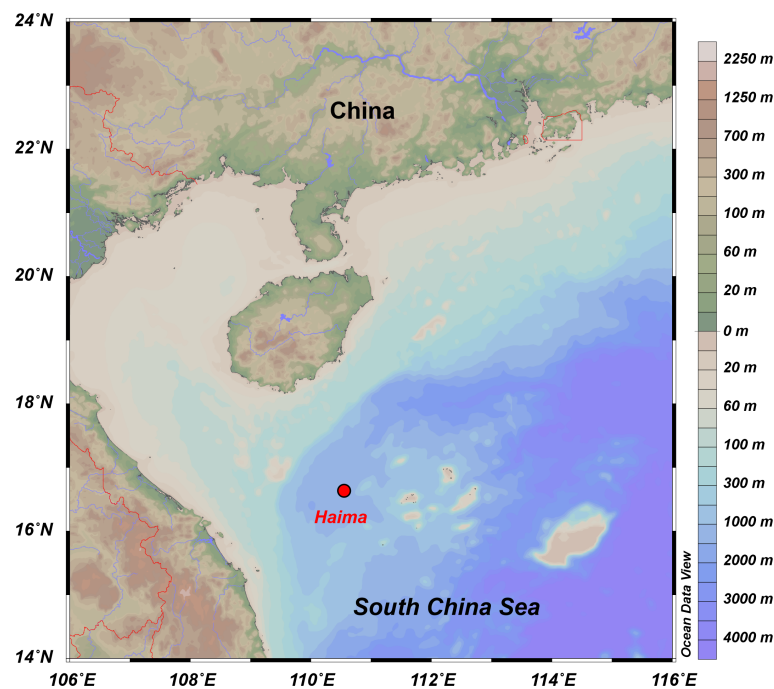 24°N
22°N
20°N
18°N
16°N
14°N
China
Haima
South China Sea
106°E
108°E
110°E
112°E
114°E
116°E
2250 m
1250 m
700 m
300 m
100 m
60 m
20 m
0 m
20 m
60 m
100 m
300 m
1000 m
2000 m
3000 m
4000 m
Ocean Data View